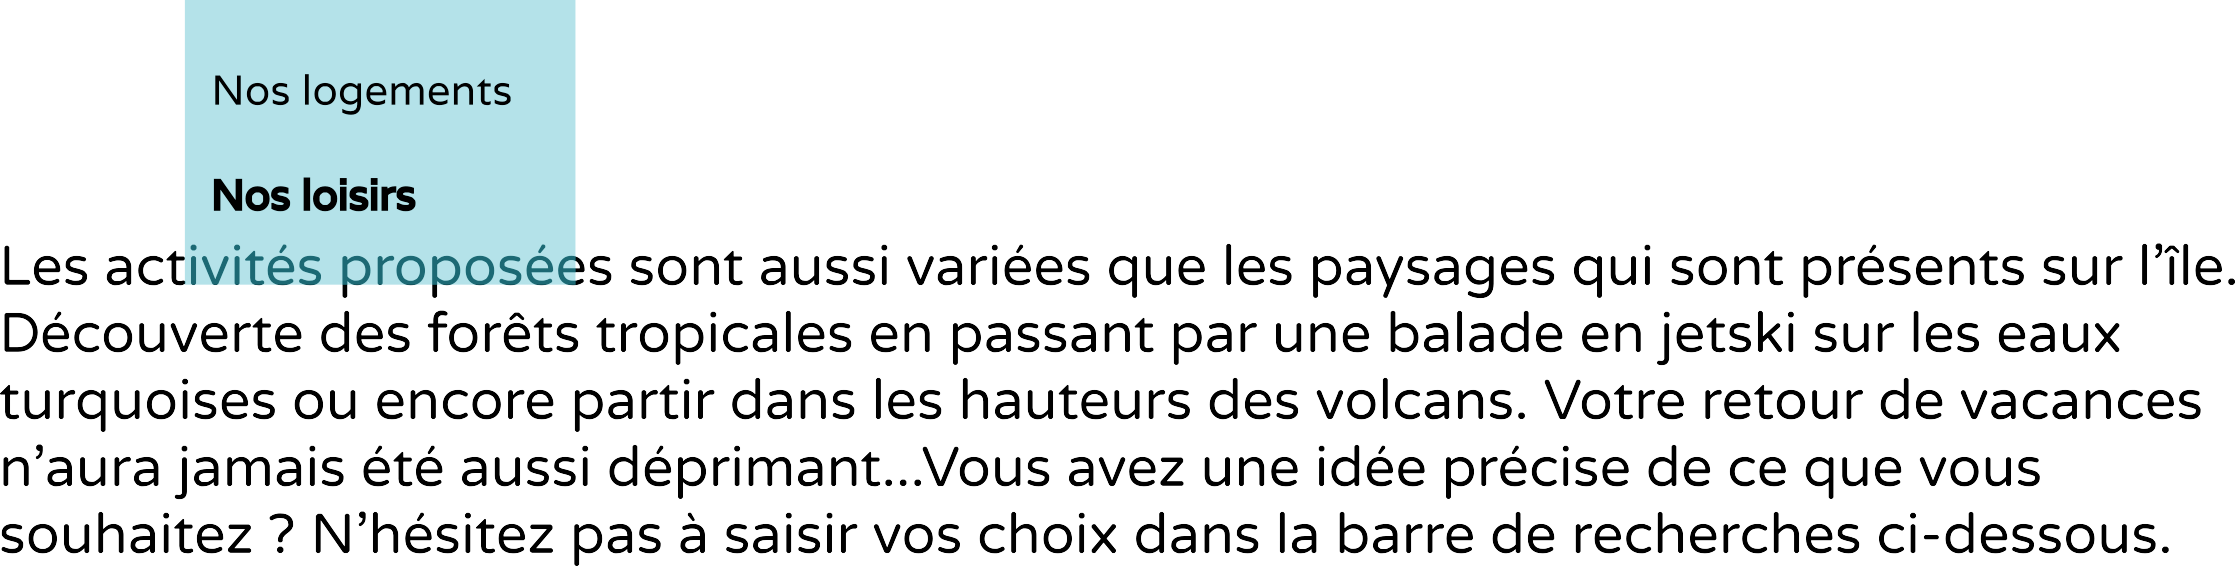 Nos logements
Nos loisirs
Les activités proposées sont aussi variées que les paysages qui sont présents sur l’île.
Découverte des forêts tropicales en passant par une balade en jetski sur les eaux
turquoises ou encore partir dans les hauteurs des volcans. Votre retour de vacances
n’aura jamais été aussi déprimant...Vous avez une idée précise de ce que vous
souhaitez ? N’hésitez pas à saisir vos choix dans la barre de recherches ci-dessous.